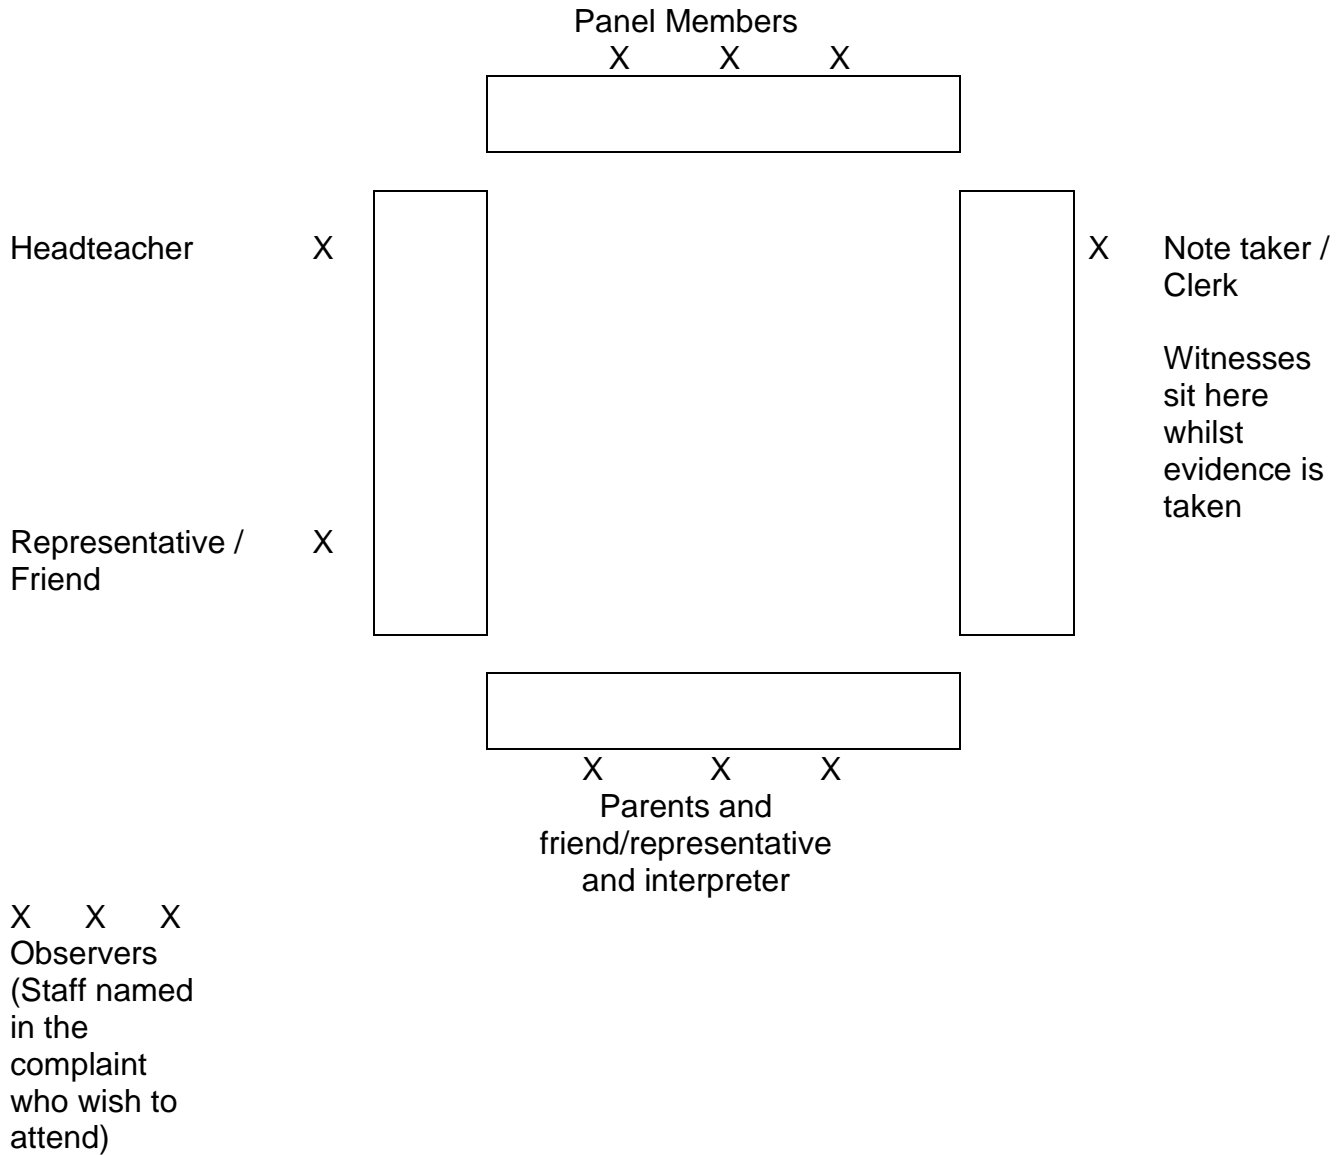 Panel Members
X X X
Headteacher X
X Note taker /
Clerk
Witnesses
sit here
whilst
evidence is
taken
Representative / X
Friend
X X X
Parents and
friend/representative
and interpreter
X X X
Observers
(Staff named
in the
complaint
who wish to
attend)